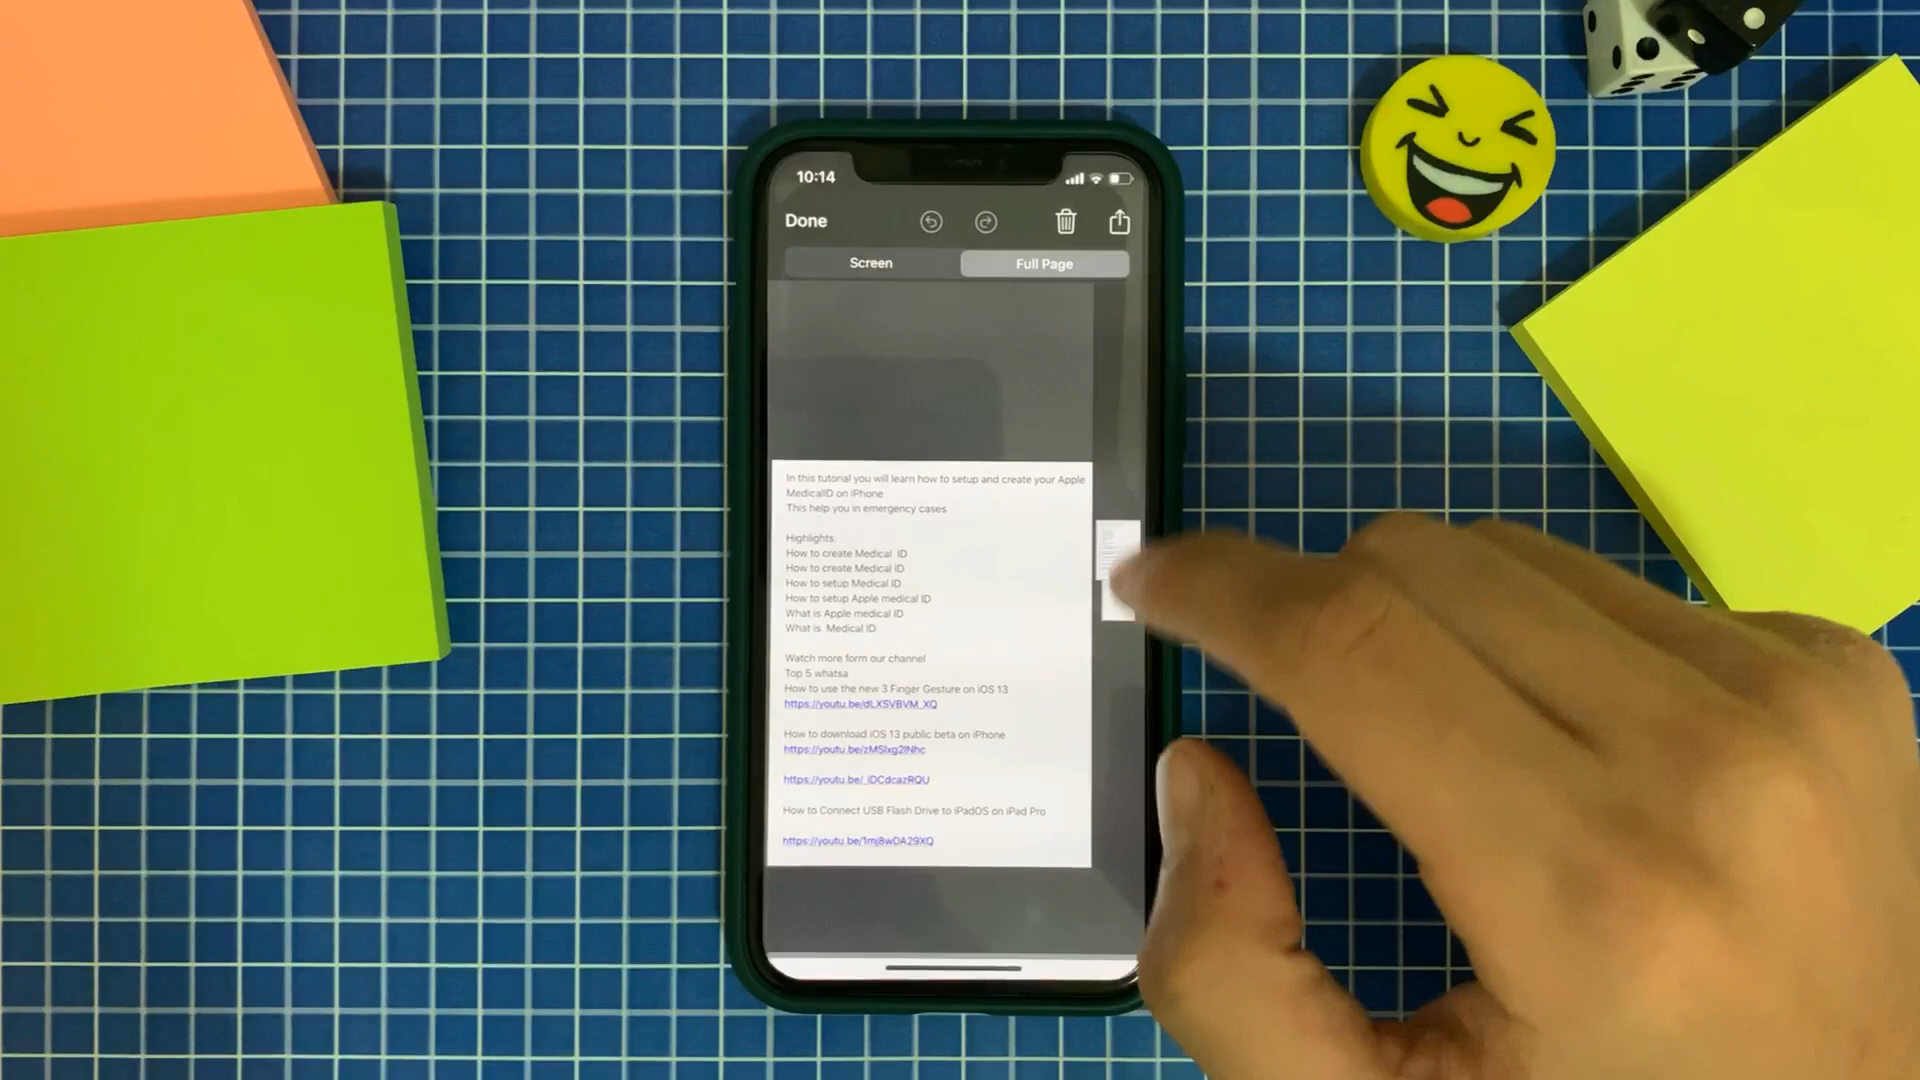 10:14
Done
Screen
Full Page
In this tutorial you will learn how to setup and create your Apple
MedicalID on iPhone
This help you in emergency cases
Highlights:
How to create Medical  ID
How to create Medical ID
How to setup Medical ID
How to setup Apple medical ID
What is Apple medical ID
What is  Medical ID
Watch more form our channel
Top 5 whatsa
How to use the new 3 Finger Gesture on iOS 13
https://youtu.be/dLXSVBVM_XQ
How to download iOS 13 public beta on iPhone
https://youtu.be/zMSlxg2INhc
https://youtu.be/_iDCdcazRQU
How to Connect USB Flash Drive to iPadOS on iPad Pro
https://youtu.be/1mj8wDA29XQ